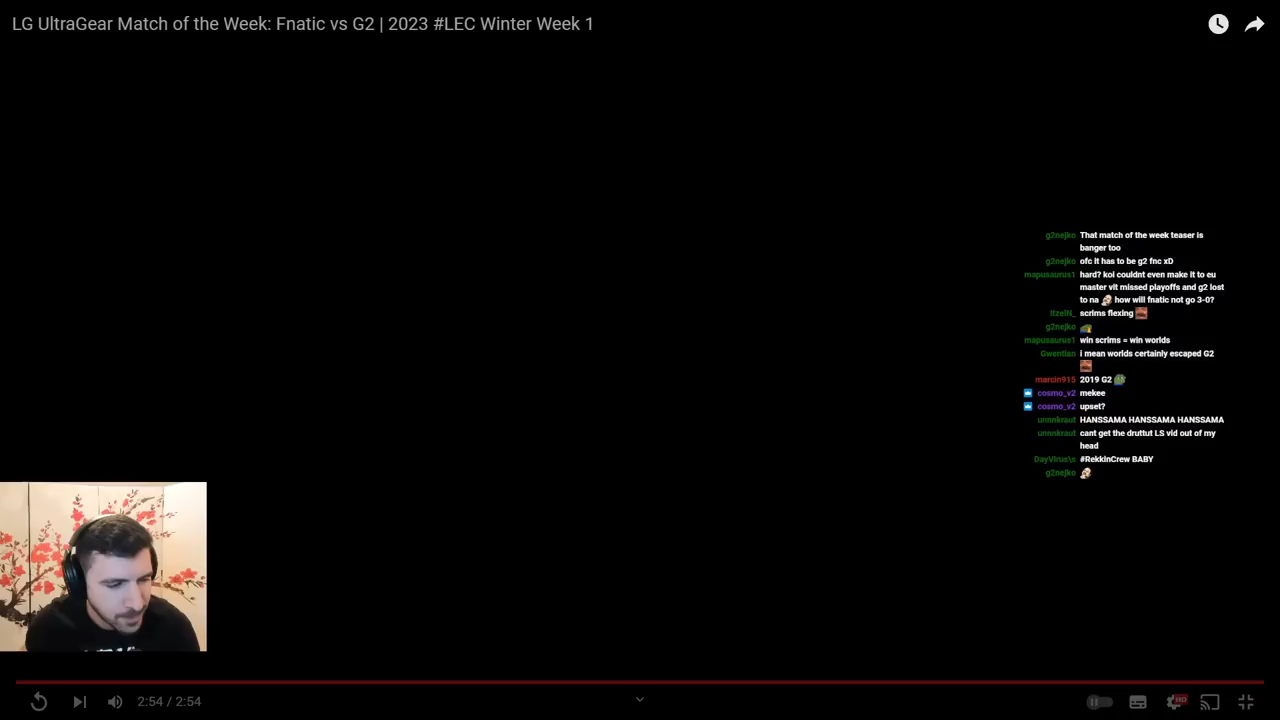 LG UltraGear Match of the Week: Fnatic vs G2 | 2023 #LEC Winter Week 1
g2nejko That match of the week teaser is
banger too
g2nejko ofc it has to be g2 fnc xD
mapusaurus1 hard? koi couldnt even make it to eu
master vit missed playoffs and g2 lost
to na how will fnatic not go 3-0?
ItzelN_ scrims flexing
g2nejko
mapusaurus1 win scrims = win worlds
Gwentian i mean worlds certainly escaped G2
marcin915 2019 G2
cosmo_v2 mekee
cosmo_v2 upset?
unnnkraut HANSSAMA HANSSAMA HANSSAMA
unnnkraut cant get the druttut LS vid out of my
head
DayVirus\s #RekkinCrew BABY
g2nejko
2:54 / 2:54
HD